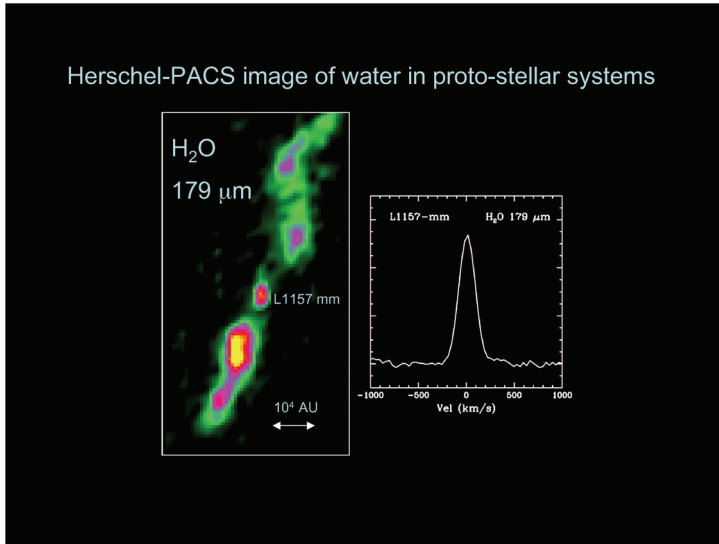 Herschel-PACS image of water in proto-stellar systems
H₂O
179 μm
L1157 mm
10⁴ AU
L1157-mm H₂O 179 μm
-1000 -500 0 500 1000
Vel (km/s)